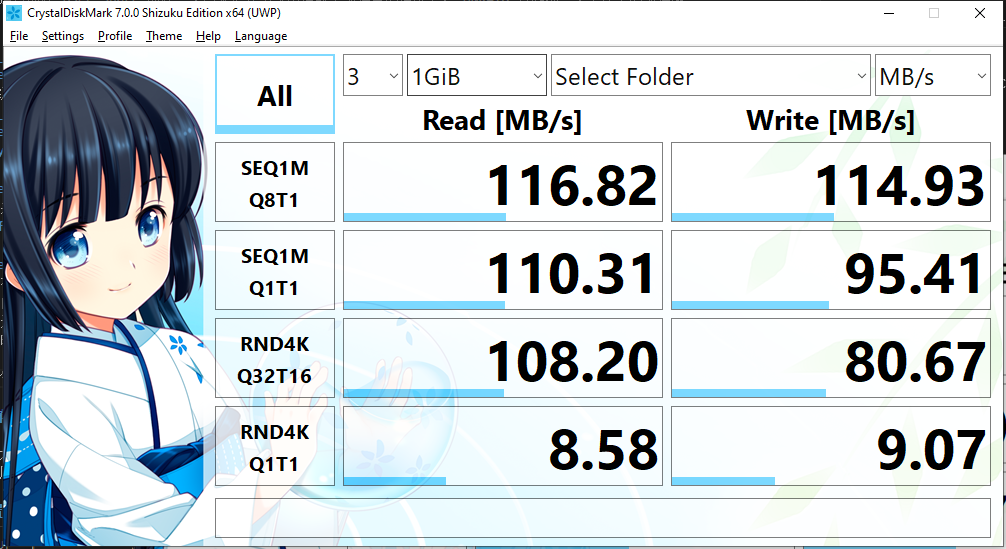 CrystalDiskMark 7.0.0 Shizuku Edition x64 (UWP)
File Settings Profile Theme Help Language
All 3 1GiB Select Folder MB/s
Read [MB/s] Write [MB/s]
SEQ1M
Q8T1
116.82 114.93
SEQ1M
Q1T1
110.31 95.41
RND4K
Q32T16
108.20 80.67
RND4K
Q1T1
8.58 9.07